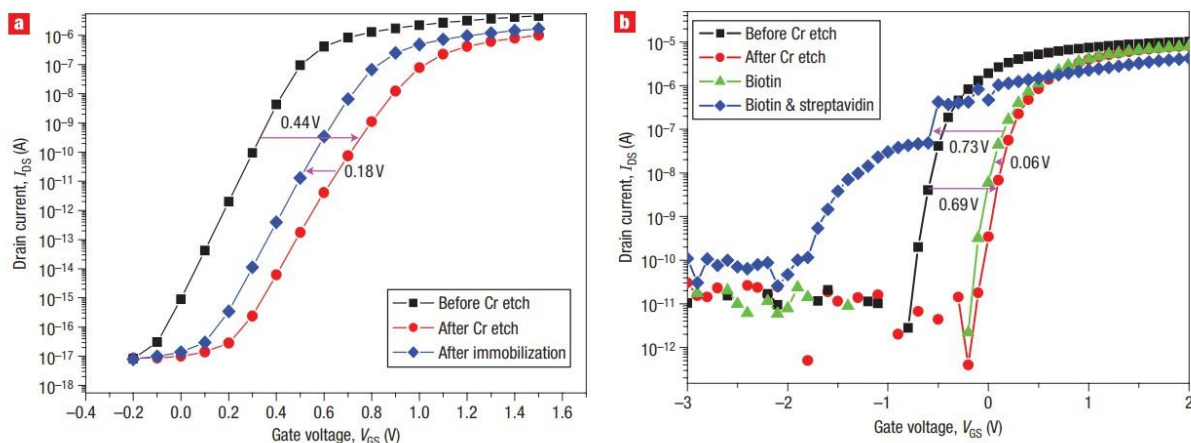 a
Drain current, I_DS (A)
10⁻⁶
10⁻⁷
10⁻⁸
10⁻⁹
10⁻¹⁰
10⁻¹¹
10⁻¹²
10⁻¹³
10⁻¹⁴
10⁻¹⁵
10⁻¹⁶
10⁻¹⁷
10⁻¹⁸
0.44 V
0.18 V
Before Cr etch
After Cr etch
After immobilization
−0.4 −0.2 0.0 0.2 0.4 0.6 0.8 1.0 1.2 1.4 1.6
Gate voltage, V_GS (V)
b
Drain current, I_DS (A)
10⁻⁵
10⁻⁶
10⁻⁷
10⁻⁸
10⁻⁹
10⁻¹⁰
10⁻¹¹
10⁻¹²
Before Cr etch
After Cr etch
Biotin
Biotin & streptavidin
0.73 V
0.06 V
0.69 V
−3 −2 −1 0 1 2
Gate voltage, V_GS (V)